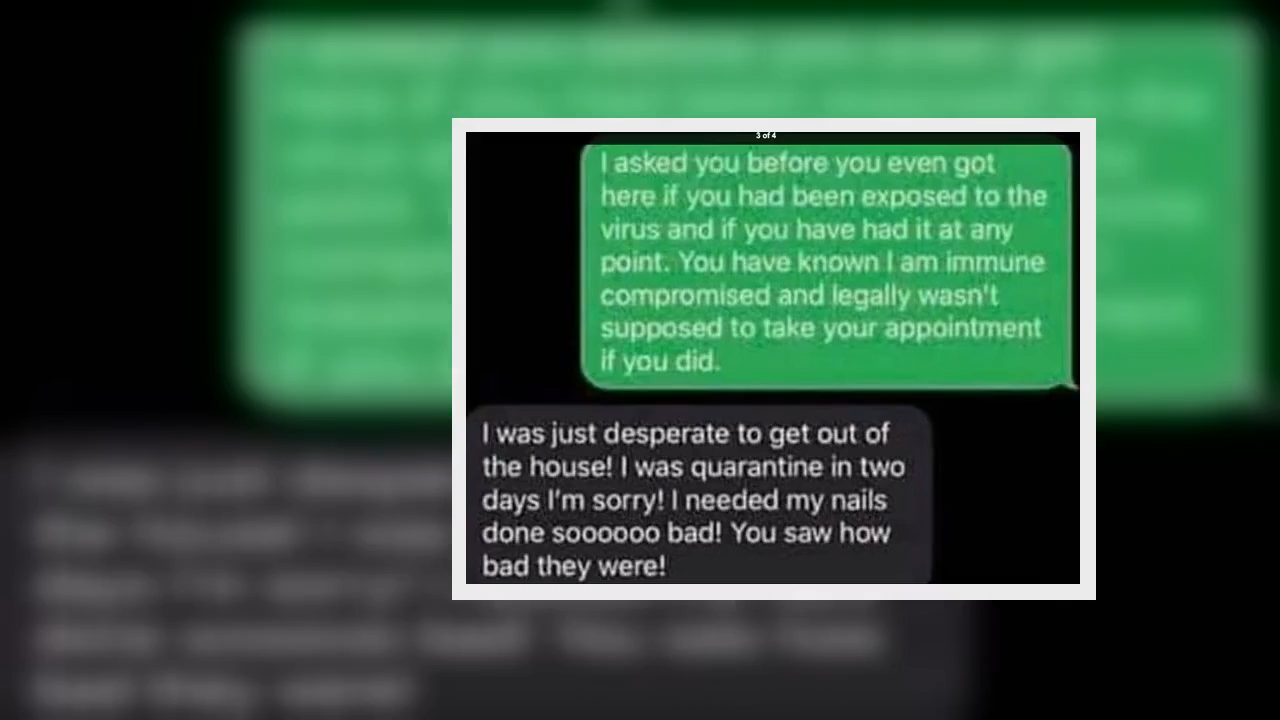 3 of 4
I asked you before you even got
here if you had been exposed to the
virus and if you have had it at any
point. You have known I am immune
compromised and legally wasn't
supposed to take your appointment
if you did.
I was just desperate to get out of
the house! I was quarantine in two
days I'm sorry! I needed my nails
done soooooo bad! You saw how
bad they were!